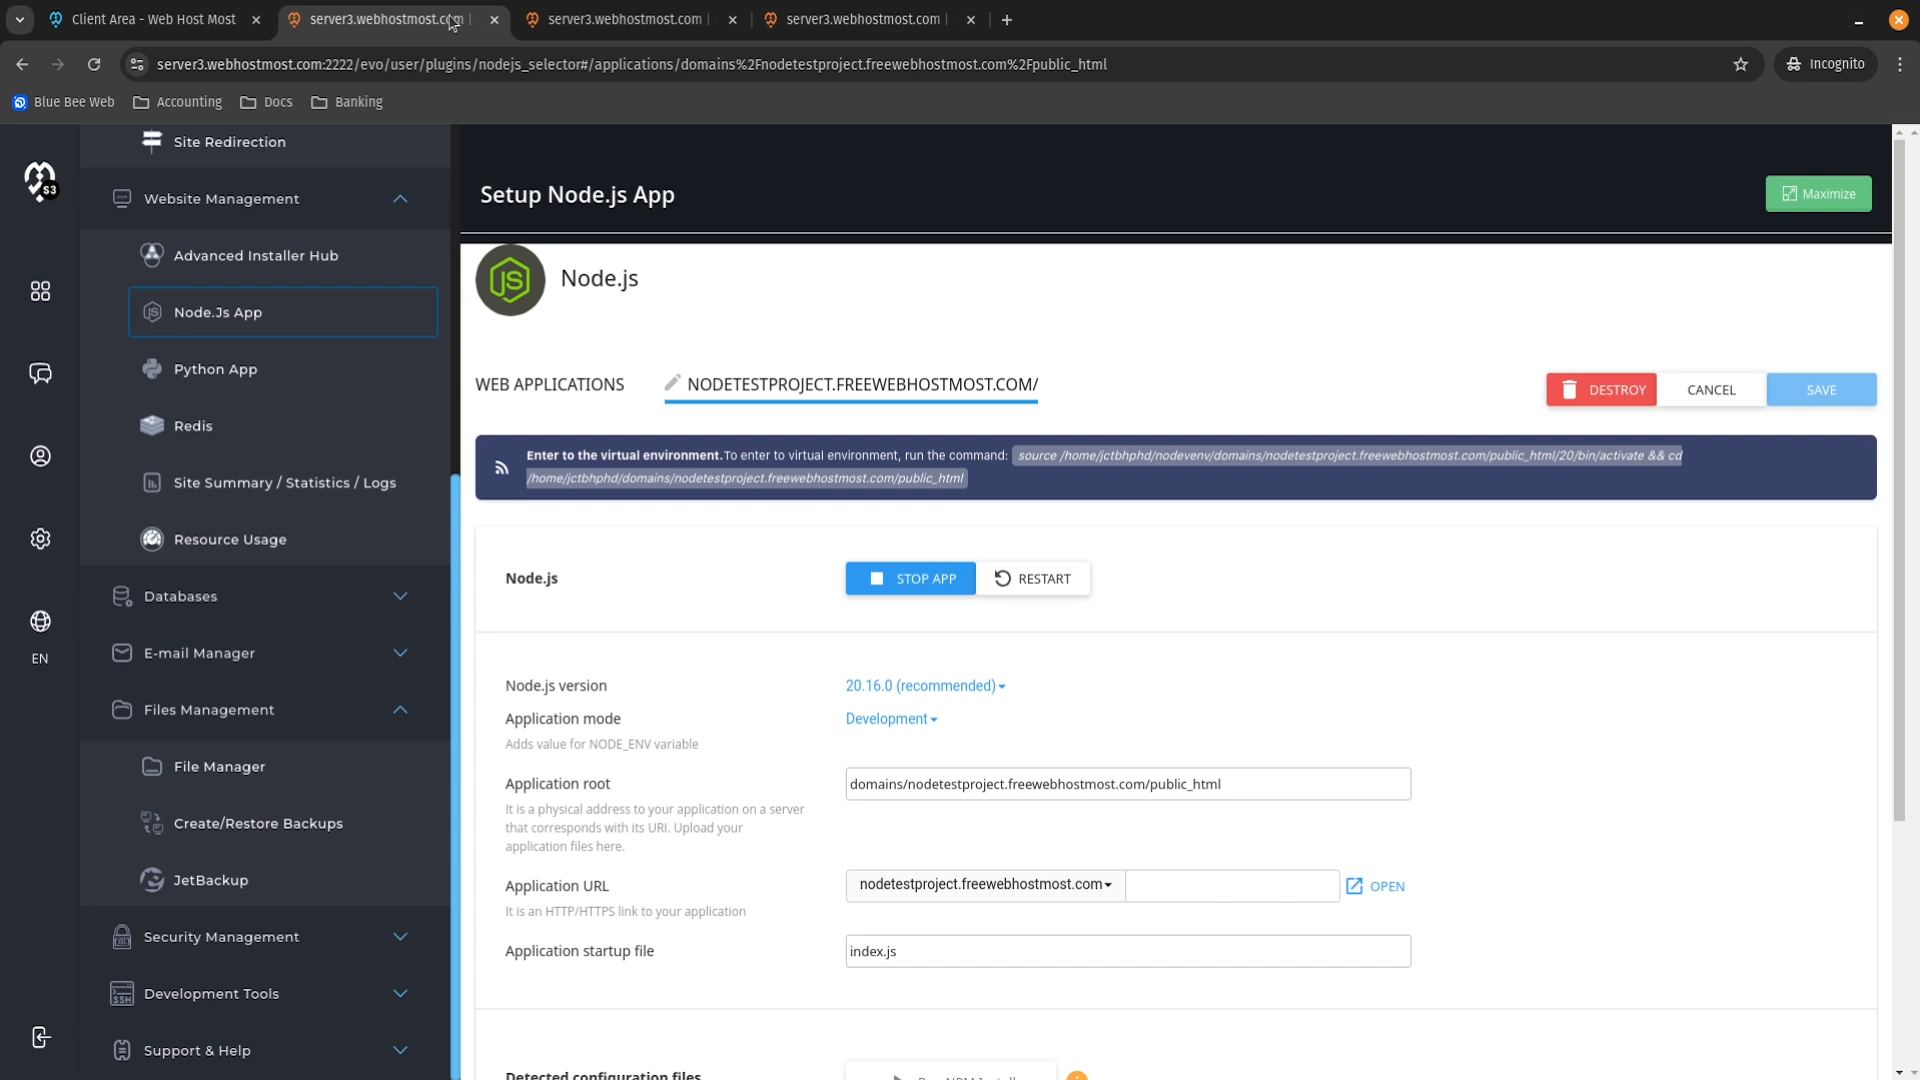 Client Area - Web Host Most
server3.webhostmost.com
server3.webhostmost.com
server3.webhostmost.com
server3.webhostmost.com:2222/evo/user/plugins/nodejs_selector#/applications/domains%2Fnodetestproject.freewebhostmost.com%2Fpublic_html
Incognito
Blue Bee Web
Accounting
Docs
Banking
S3
EN
Site Redirection
Website Management
Advanced Installer Hub
Node.Js App
Python App
Redis
Site Summary / Statistics / Logs
Resource Usage
Databases
E-mail Manager
Files Management
File Manager
Create/Restore Backups
JetBackup
Security Management
SSH
Development Tools
Support & Help
Setup Node.js App
Maximize
JS
Node.js
WEB APPLICATIONS
NODETESTPROJECT.FREEWEBHOSTMOST.COM/
DESTROY
CANCEL
SAVE
Enter to the virtual environment.To enter to virtual environment, run the command: source /home/jctbhphd/nodevenv/domains/nodetestproject.freewebhostmost.com/public_html/20/bin/activate && cd
/home/jctbhphd/domains/nodetestproject.freewebhostmost.com/public_html
Node.js
STOP APP
RESTART
Node.js version
20.16.0 (recommended)
Application mode
Development
Adds value for NODE_ENV variable
Application root
domains/nodetestproject.freewebhostmost.com/public_html
It is a physical address to your application on a server
that corresponds with its URI. Upload your
application files here.
Application URL
nodetestproject.freewebhostmost.com
OPEN
It is an HTTP/HTTPS link to your application
Application startup file
index.js
Detected configuration files
Run NPM Install